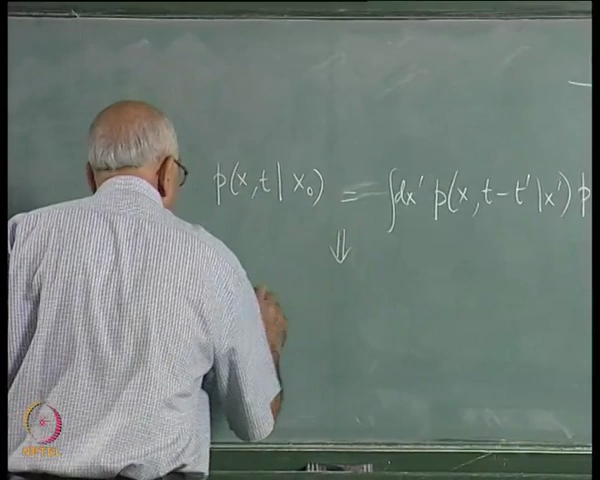 p(x, t | x₀) = ∫dx′ p(x, t − t′ | x′) p
⇓
NPTEL